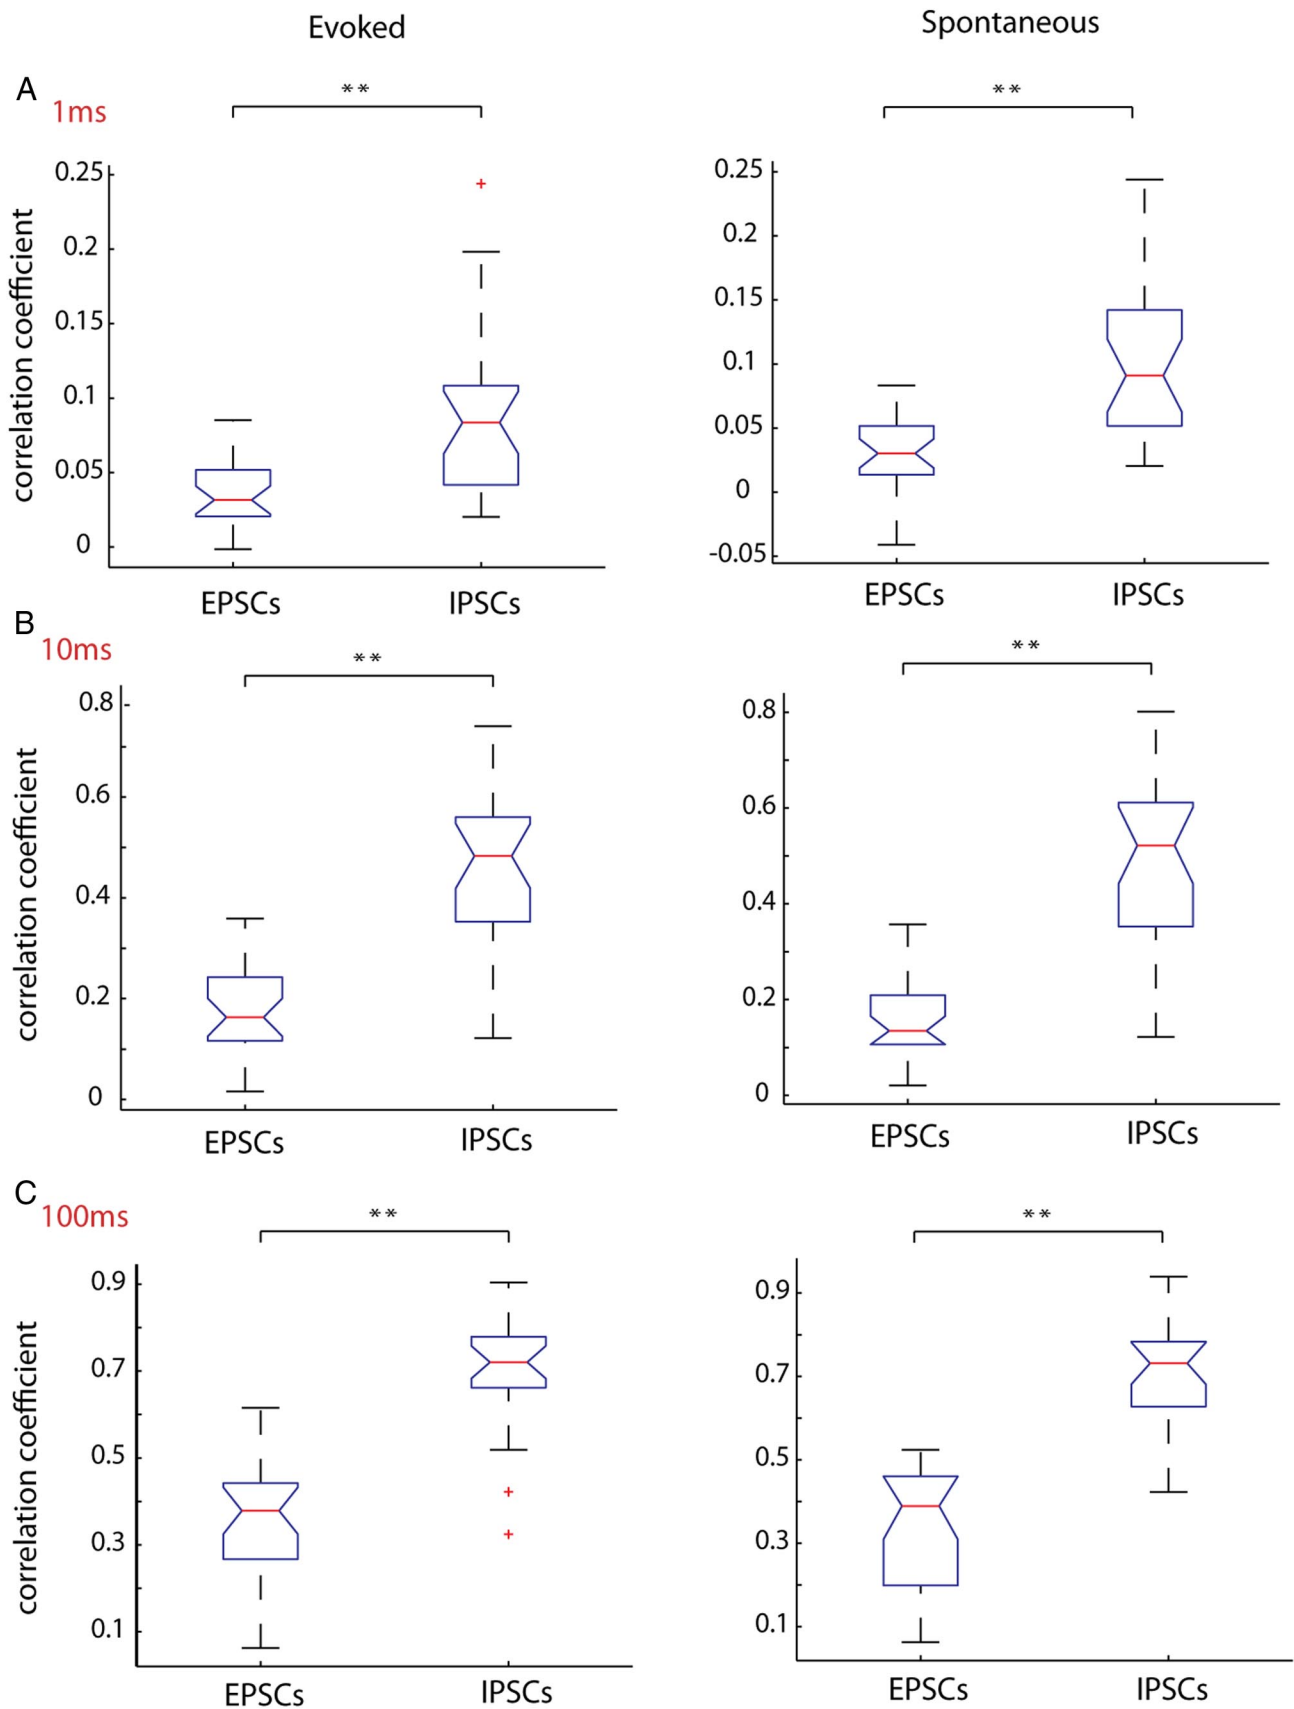 Evoked
Spontaneous
A
1ms
**
**
correlation coefficient
0.25
0.2
0.15
0.1
0.05
0
EPSCs
IPSCs
0.25
0.2
0.15
0.1
0.05
0
-0.05
EPSCs
IPSCs
B
10ms
**
**
correlation coefficient
0.8
0.6
0.4
0.2
0
EPSCs
IPSCs
0.8
0.6
0.4
0.2
0
EPSCs
IPSCs
C
100ms
**
**
correlation coefficient
0.9
0.7
0.5
0.3
0.1
EPSCs
IPSCs
0.9
0.7
0.5
0.3
0.1
EPSCs
IPSCs